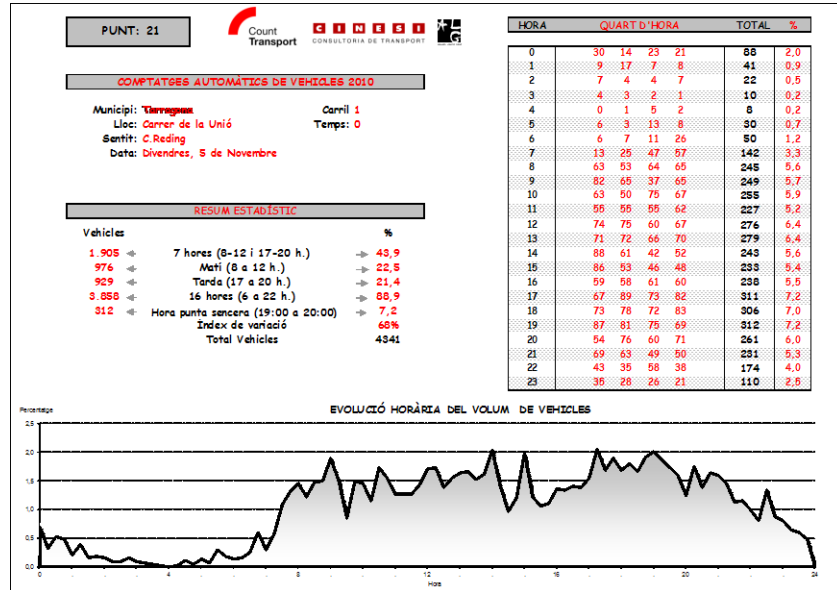 PUNT: 21
Count
Transport
CINESI
CONSULTORIA DE TRANSPORT
COMPTATGES AUTOMÀTICS DE VEHICLES 2010
Municipi: Carril 1
Lloc: Carrer de la Unió Temps: 0
Sentit: C.Reding
Data: Divendres, 5 de Novembre
RESUM ESTADÍSTIC
Vehicles %
1.905 7 hores (8-12 i 17-20 h.) 43,9
976 Matí (8 a 12 h.) 22,5
929 Tarda (17 a 20 h.) 21,4
3.858 16 hores (6 a 22 h.) 88,9
312 Hora punta sencera (19:00 a 20:00) 7,2
Índex de variació 68%
Total Vehicles 4341
HORA QUART D'HORA TOTAL %
0 30 14 23 21 88 2,0
1 9 17 7 8 41 0,9
2 7 4 4 7 22 0,5
3 4 3 2 1 10 0,2
4 0 1 5 2 8 0,2
5 6 3 13 8 30 0,7
6 6 7 11 26 50 1,2
7 13 25 47 57 142 3,3
8 63 53 64 65 245 5,6
9 82 65 37 65 249 5,7
10 63 50 75 67 255 5,9
11 55 55 55 62 227 5,2
12 74 75 60 67 276 6,4
13 71 72 66 70 279 6,4
14 88 61 42 52 243 5,6
15 86 53 46 48 233 5,4
16 59 58 61 60 238 5,5
17 67 89 73 82 311 7,2
18 73 78 72 83 306 7,0
19 87 81 75 69 312 7,2
20 54 76 60 71 261 6,0
21 69 63 49 50 231 5,3
22 43 35 58 38 174 4,0
23 35 28 26 21 110 2,5
Percentatge
EVOLUCIÓ HORÀRIA DEL VOLUM DE VEHICLES
2,5
2,0
1,5
1,0
0,5
0,0
0 4 8 12 16 20 24
Hora